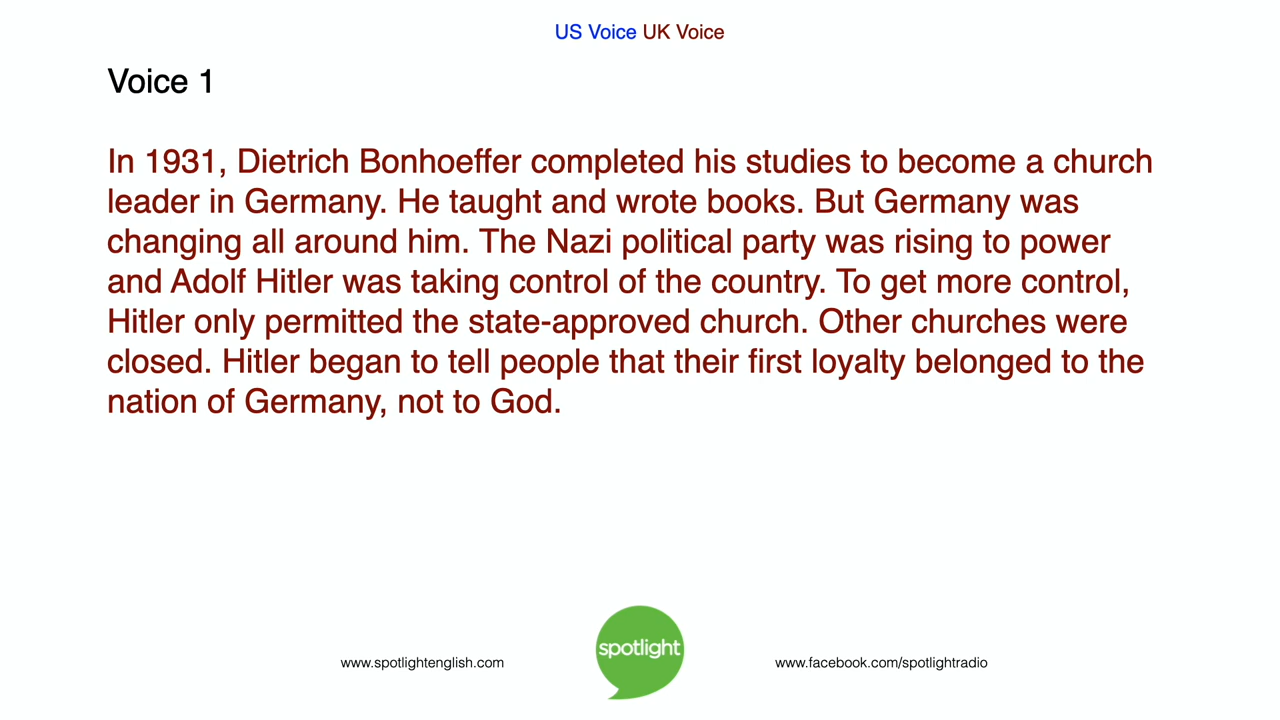 US Voice UK Voice
Voice 1
In 1931, Dietrich Bonhoeffer completed his studies to become a church
leader in Germany. He taught and wrote books. But Germany was
changing all around him. The Nazi political party was rising to power
and Adolf Hitler was taking control of the country. To get more control,
Hitler only permitted the state-approved church. Other churches were
closed. Hitler began to tell people that their first loyalty belonged to the
nation of Germany, not to God.
spotlight
www.spotlightenglish.com
www.facebook.com/spotlightradio